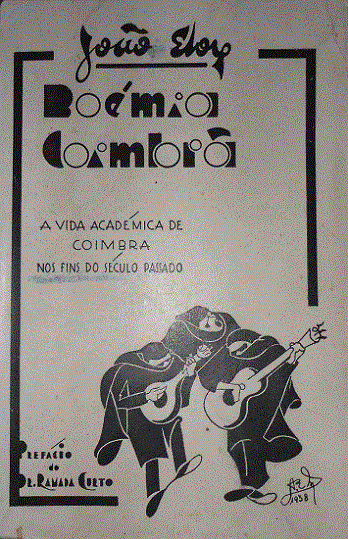 João Eloy
Boémia
Coimbrã
A VIDA ACADÉMICA DE
COIMBRA
NOS FINS DO SÉCULO PASSADO
PREFÁCIO
do
DR. RAMADA CURTO
1938